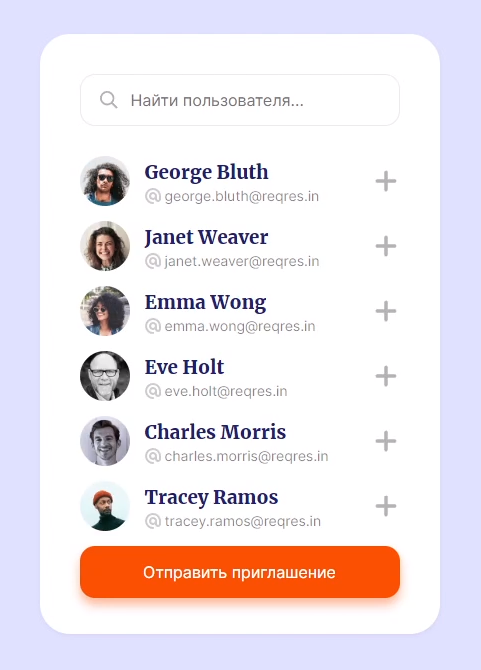 Найти пользователя...
George Bluth
george.bluth@reqres.in
Janet Weaver
janet.weaver@reqres.in
Emma Wong
emma.wong@reqres.in
Eve Holt
eve.holt@reqres.in
Charles Morris
charles.morris@reqres.in
Tracey Ramos
tracey.ramos@reqres.in
Отправить приглашение